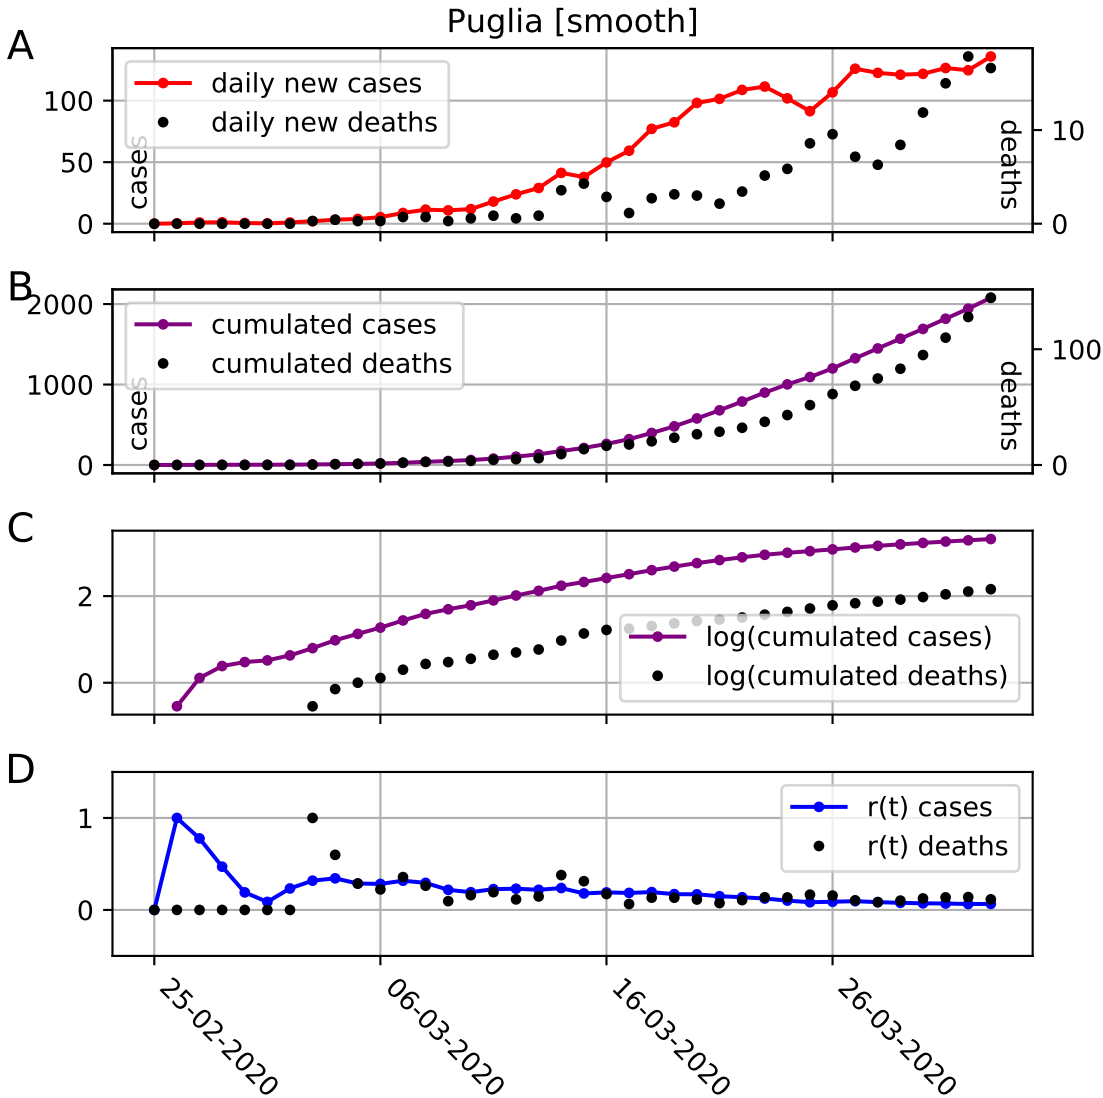 Puglia [smooth]
A
daily new cases
daily new deaths
100
50
0
cases
10
0
deaths
B
cumulated cases
cumulated deaths
2000
1000
0
cases
100
0
deaths
C
2
0
log(cumulated cases)
log(cumulated deaths)
D
1
0
r(t) cases
r(t) deaths
25-02-2020
06-03-2020
16-03-2020
26-03-2020